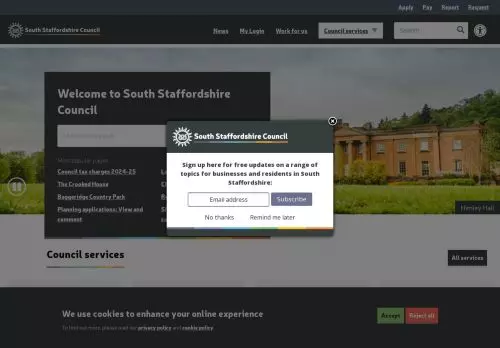 Apply Pay Report Request
South Staffordshire Council
News My Login Work for us Council services Search
Welcome to South Staffordshire
Council
Most popular pages
Council tax charges 2024-25
The Crooked House
Baggeridge Country Park
Planning applications: View and
comment
South Staffordshire Council
Sign up here for free updates on a range of
topics for businesses and residents in South
Staffordshire:
Email address Subscribe
No thanks Remind me later
Himley Hall
Council services
All services
We use cookies to enhance your online experience
Accept Reject all
To find out more, please read our privacy policy and cookie policy